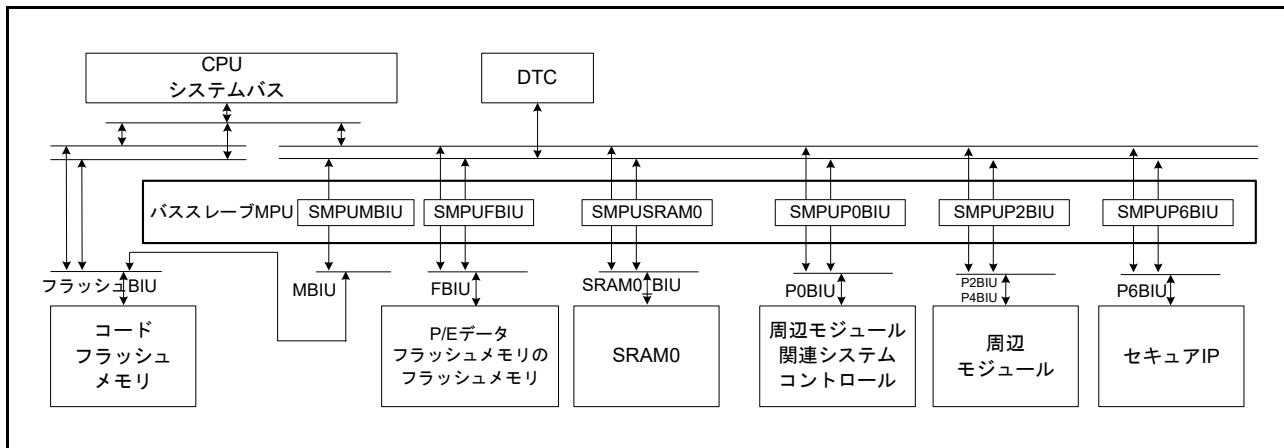 CPU
システムバス
DTC
バススレーブMPU
SMPUMBIU
SMPUFBIU
SMPUSRAM0
SMPUP0BIU
SMPUP2BIU
SMPUP6BIU
フラッシュBIU
MBIU
FBIU
SRAM0 BIU
P0BIU
P2BIU
P4BIU
P6BIU
コード
フラッシュ
メモリ
P/Eデータ
フラッシュメモリの
フラッシュメモリ
SRAM0
周辺モジュール
関連システム
コントロール
周辺
モジュール
セキュアIP